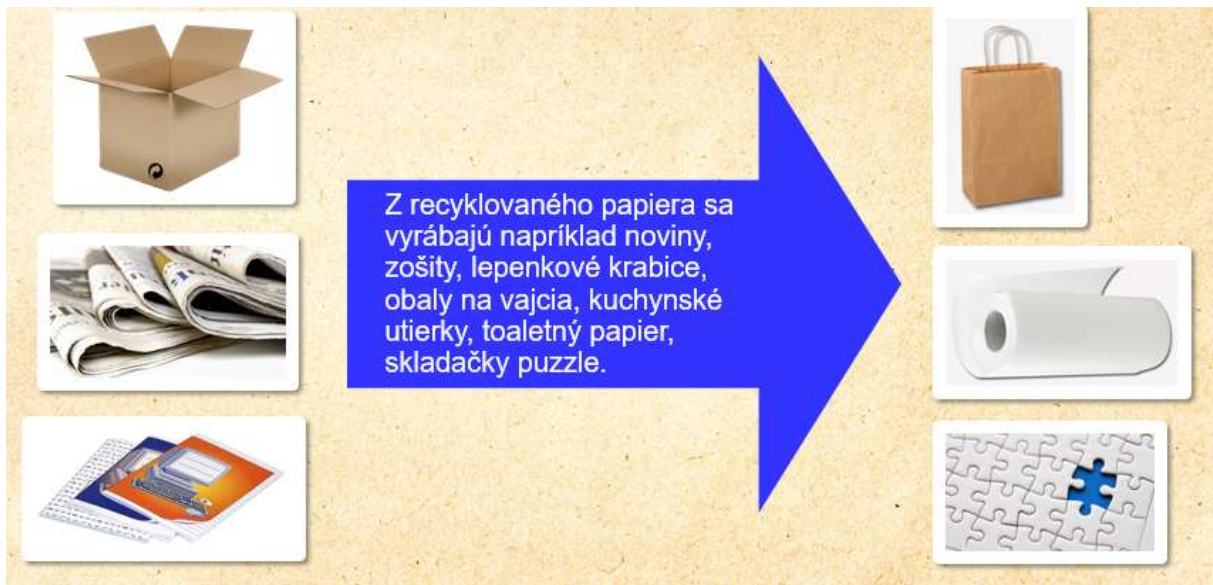 Z recyklovaného papiera sa
vyrábajú napríklad noviny,
zošity, lepenkové krabice,
obaly na vajcia, kuchynské
utierky, toaletný papier,
skladačky puzzle.